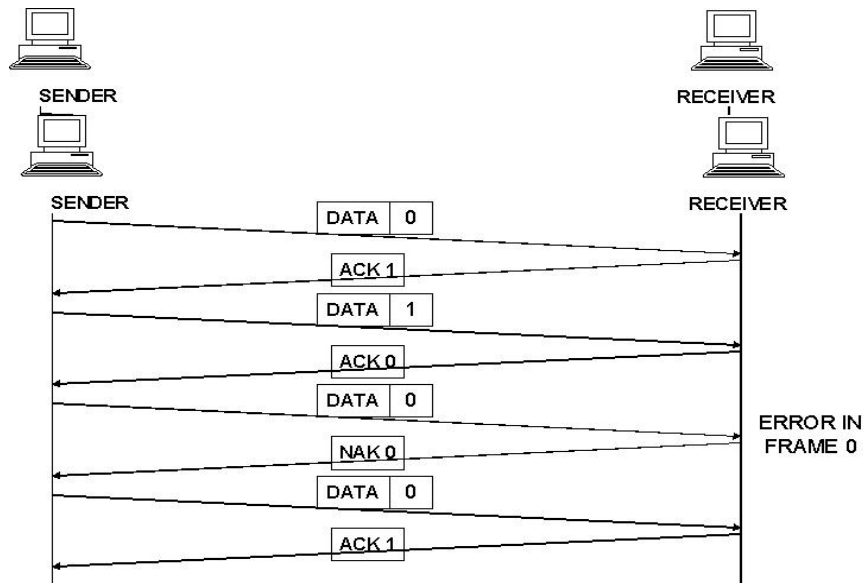 SENDER
RECEIVER
SENDER
RECEIVER
DATA 0
ACK 1
DATA 1
ACK 0
DATA 0
ERROR IN
FRAME 0
NAK 0
DATA 0
ACK 1